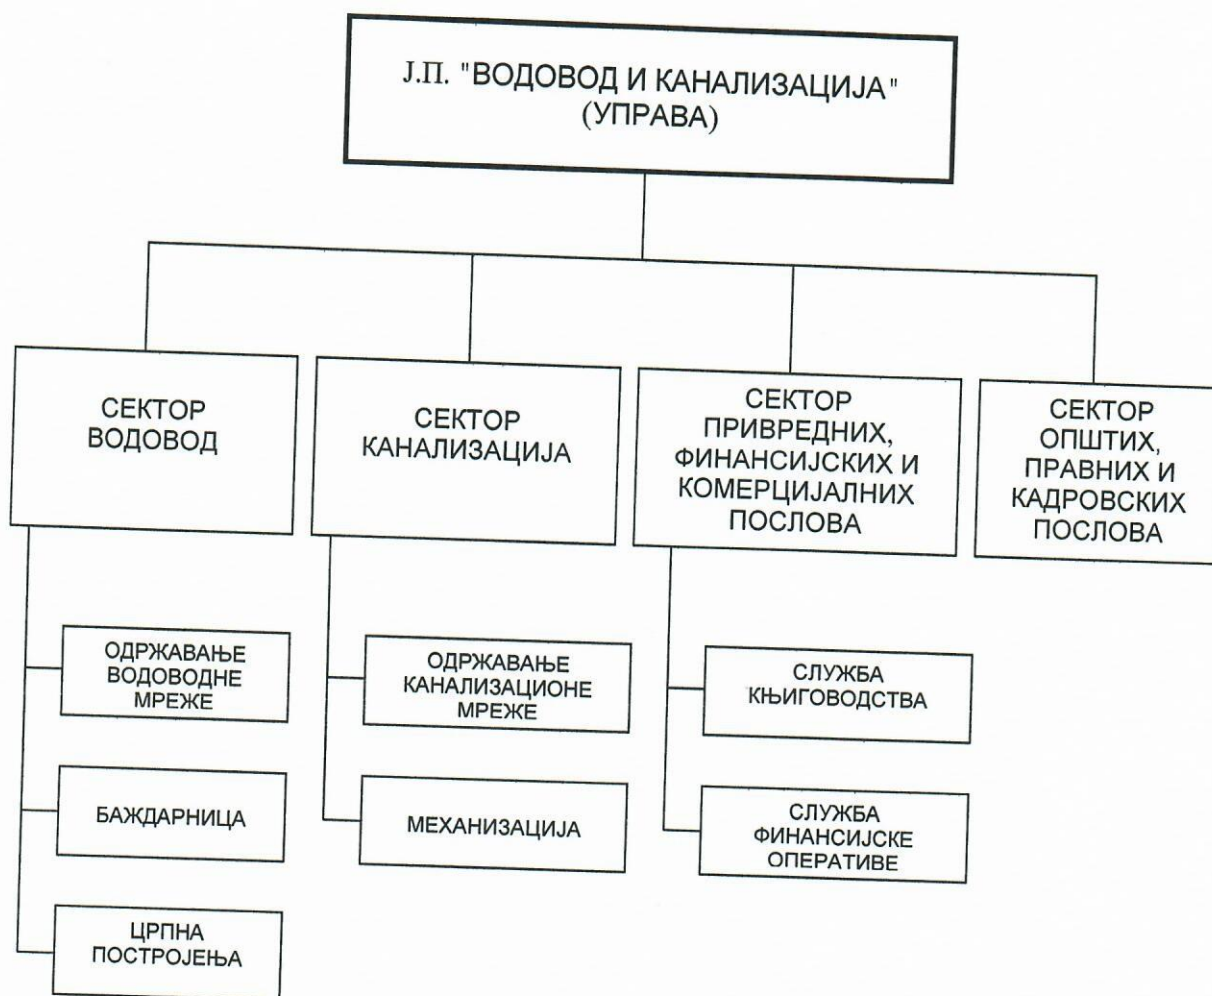 Ј.П. "ВОДОВОД И КАНАЛИЗАЦИЈА"
(УПРАВА)
СЕКТОР
ВОДОВОД
СЕКТОР
КАНАЛИЗАЦИЈА
СЕКТОР
ПРИВРЕДНИХ,
ФИНАНСИЈСКИХ И
КОМЕРЦИЈАЛНИХ
ПОСЛОВА
СЕКТОР
ОПШТИХ,
ПРАВНИХ И
КАДРОВСКИХ
ПОСЛОВА
ОДРЖАВАЊЕ
ВОДОВОДНЕ
МРЕЖЕ
БАЖДАРНИЦА
ЦРПНА
ПОСТРОЈЕЊА
ОДРЖАВАЊЕ
КАНАЛИЗАЦИОНЕ
МРЕЖЕ
МЕХАНИЗАЦИЈА
СЛУЖБА
КЊИГОВОДСТВА
СЛУЖБА
ФИНАНСИЈСКЕ
ОПЕРАТИВЕ